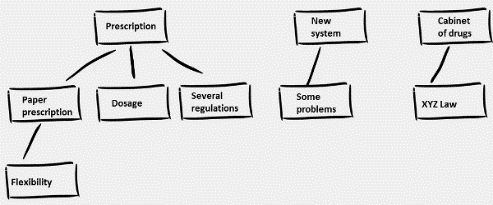 Prescription
New
system
Cabinet
of drugs
Paper
prescription
Dosage
Several
regulations
Some
problems
XYZ Law
Flexibility